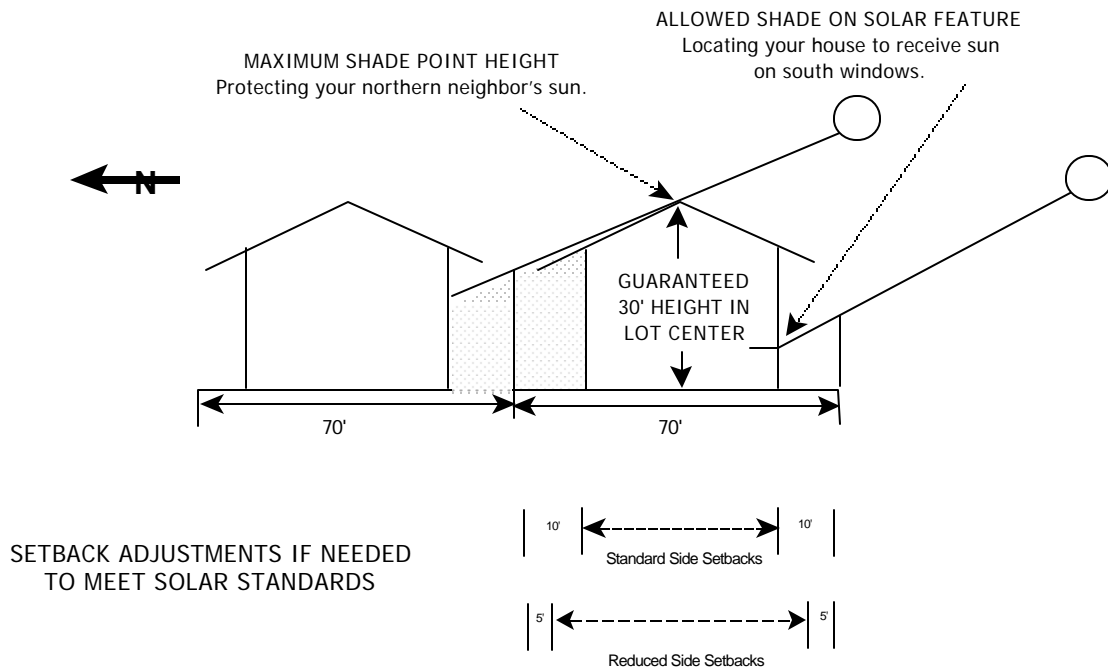 ALLOWED SHADE ON SOLAR FEATURE
Locating your house to receive sun
on south windows.
MAXIMUM SHADE POINT HEIGHT
Protecting your northern neighbor's sun.
N
GUARANTEED
30' HEIGHT IN
LOT CENTER
70'
70'
SETBACK ADJUSTMENTS IF NEEDED
TO MEET SOLAR STANDARDS
10'
10'
Standard Side Setbacks
5'
5'
Reduced Side Setbacks